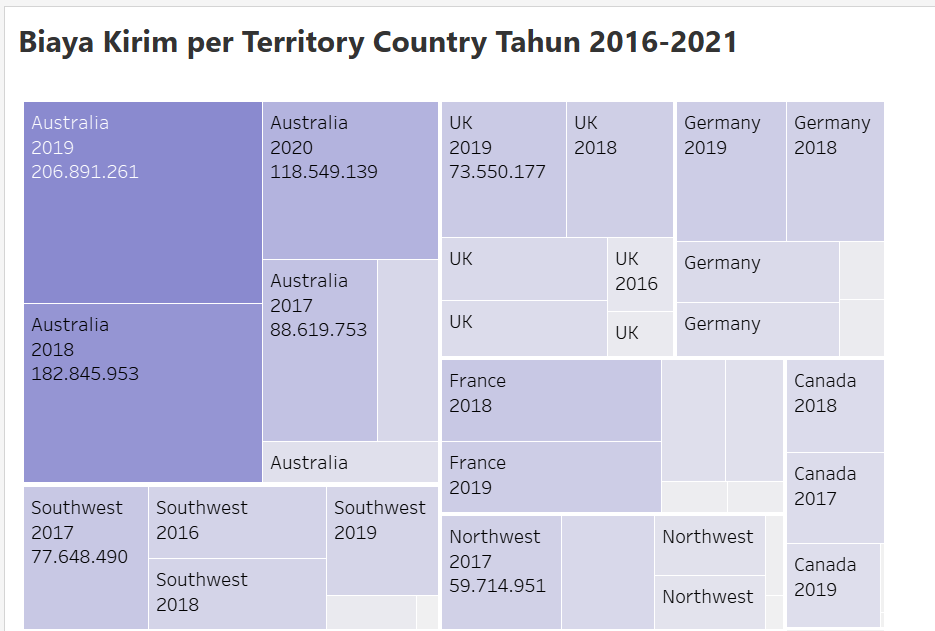 Biaya Kirim per Territory Country Tahun 2016-2021
Australia
2019
206.891.261
Australia
2018
182.845.953
Australia
2020
118.549.139
Australia
2017
88.619.753
Australia
UK
2019
73.550.177
UK
2018
UK
UK
UK
2016
UK
Germany
2019
Germany
2018
Germany
Germany
France
2018
France
2019
Canada
2018
Canada
2017
Canada
2019
Southwest
2017
77.648.490
Southwest
2016
Southwest
2018
Southwest
2019
Northwest
2017
59.714.951
Northwest
Northwest